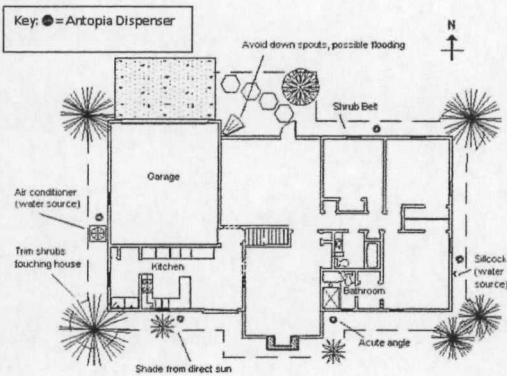 Key: = Antopia Dispenser
N
Avoid down spouts, possible flooding
Shrub Belt
Garage
Air conditioner
(water source)
Trim shrubs
touching house
Kitchen
Bathroom
Sillcock
(water
source)
Acute angle
Shade from direct sun